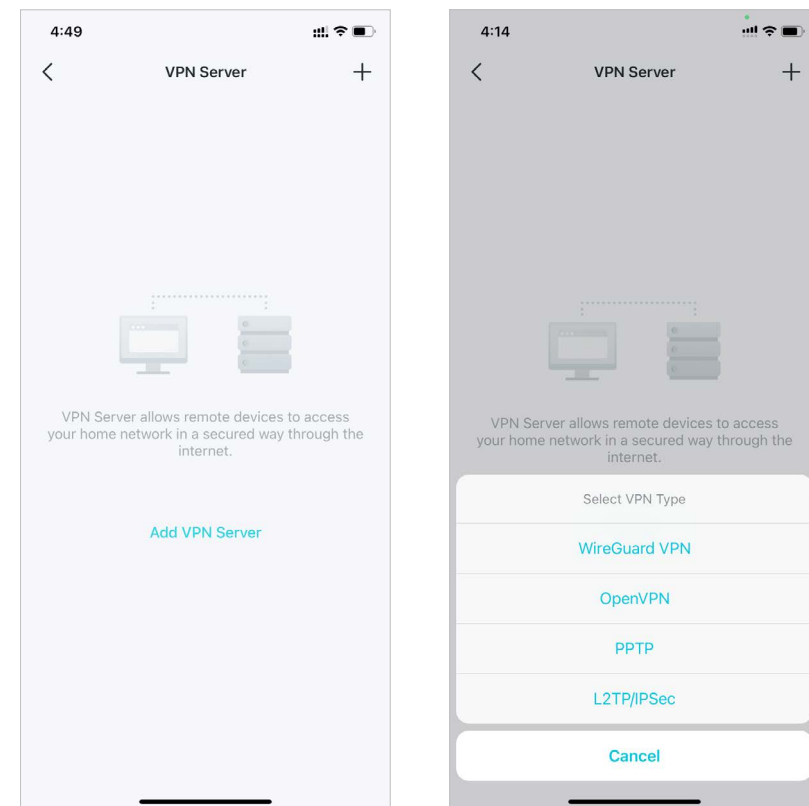 4:49
VPN Server
VPN Server allows remote devices to access
your home network in a secured way through the
internet.
Add VPN Server
4:14
VPN Server
VPN Server allows remote devices to access
your home network in a secured way through the
internet.
Select VPN Type
WireGuard VPN
OpenVPN
PPTP
L2TP/IPSec
Cancel